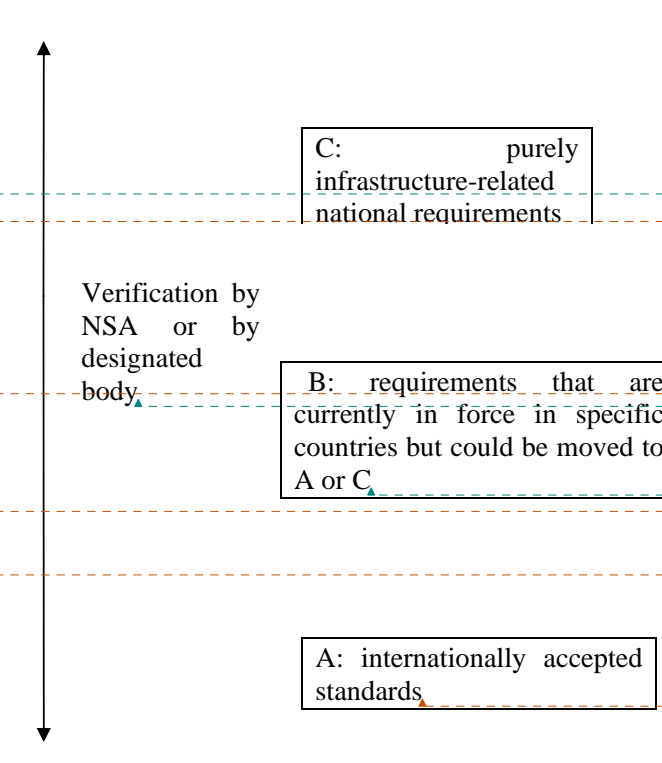 C: purely
infrastructure-related
national requirements
Verification by
NSA or by
designated
body
B: requirements that are
currently in force in specific
countries but could be moved to
A or C
A: internationally accepted
standards